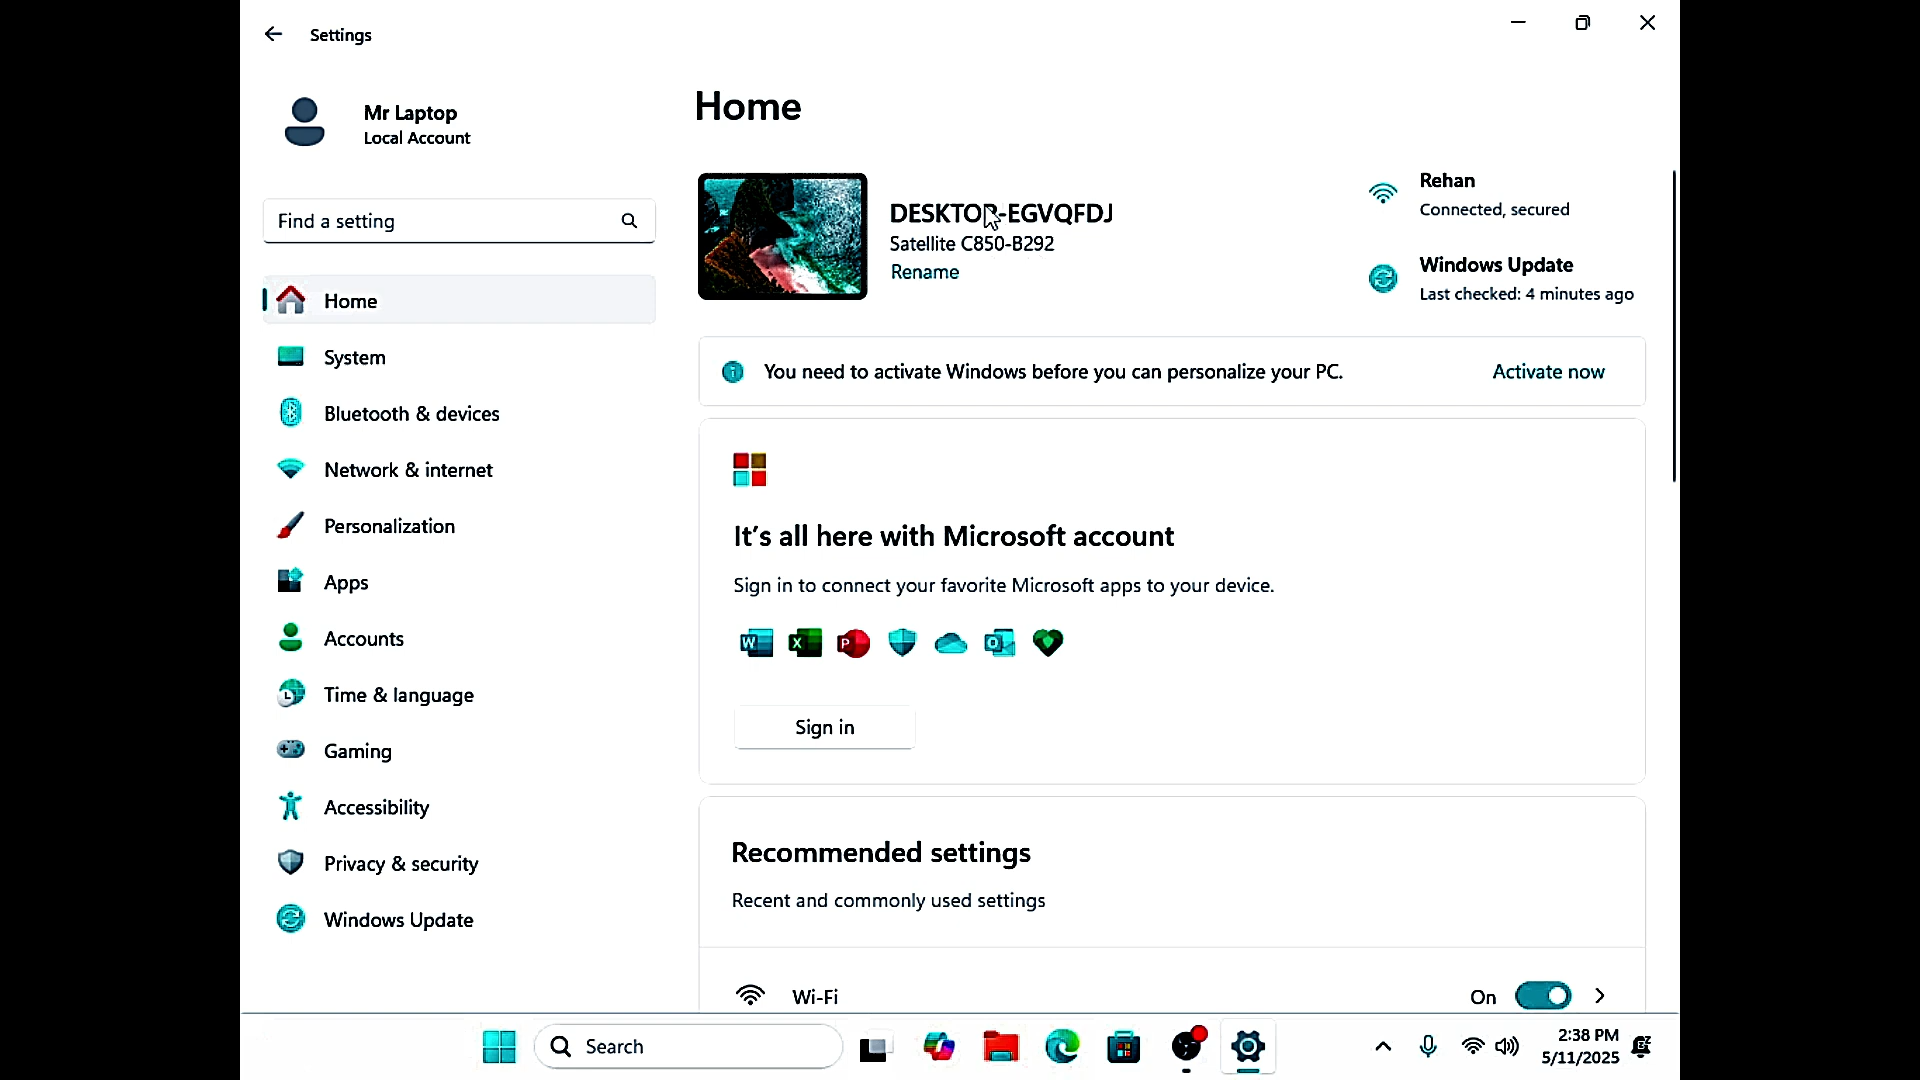 Settings
Mr Laptop
Local Account
Find a setting
Home
System
Bluetooth & devices
Network & internet
Personalization
Apps
Accounts
Time & language
Gaming
Accessibility
Privacy & security
Windows Update
Home
DESKTOP-EGVQFDJ
Satellite C850-B292
Rename
Rehan
Connected, secured
Windows Update
Last checked: 4 minutes ago
You need to activate Windows before you can personalize your PC.
Activate now
It's all here with Microsoft account
Sign in to connect your favorite Microsoft apps to your device.
Sign in
Recommended settings
Recent and commonly used settings
Wi-Fi
On
Search
2:38 PM
5/11/2025